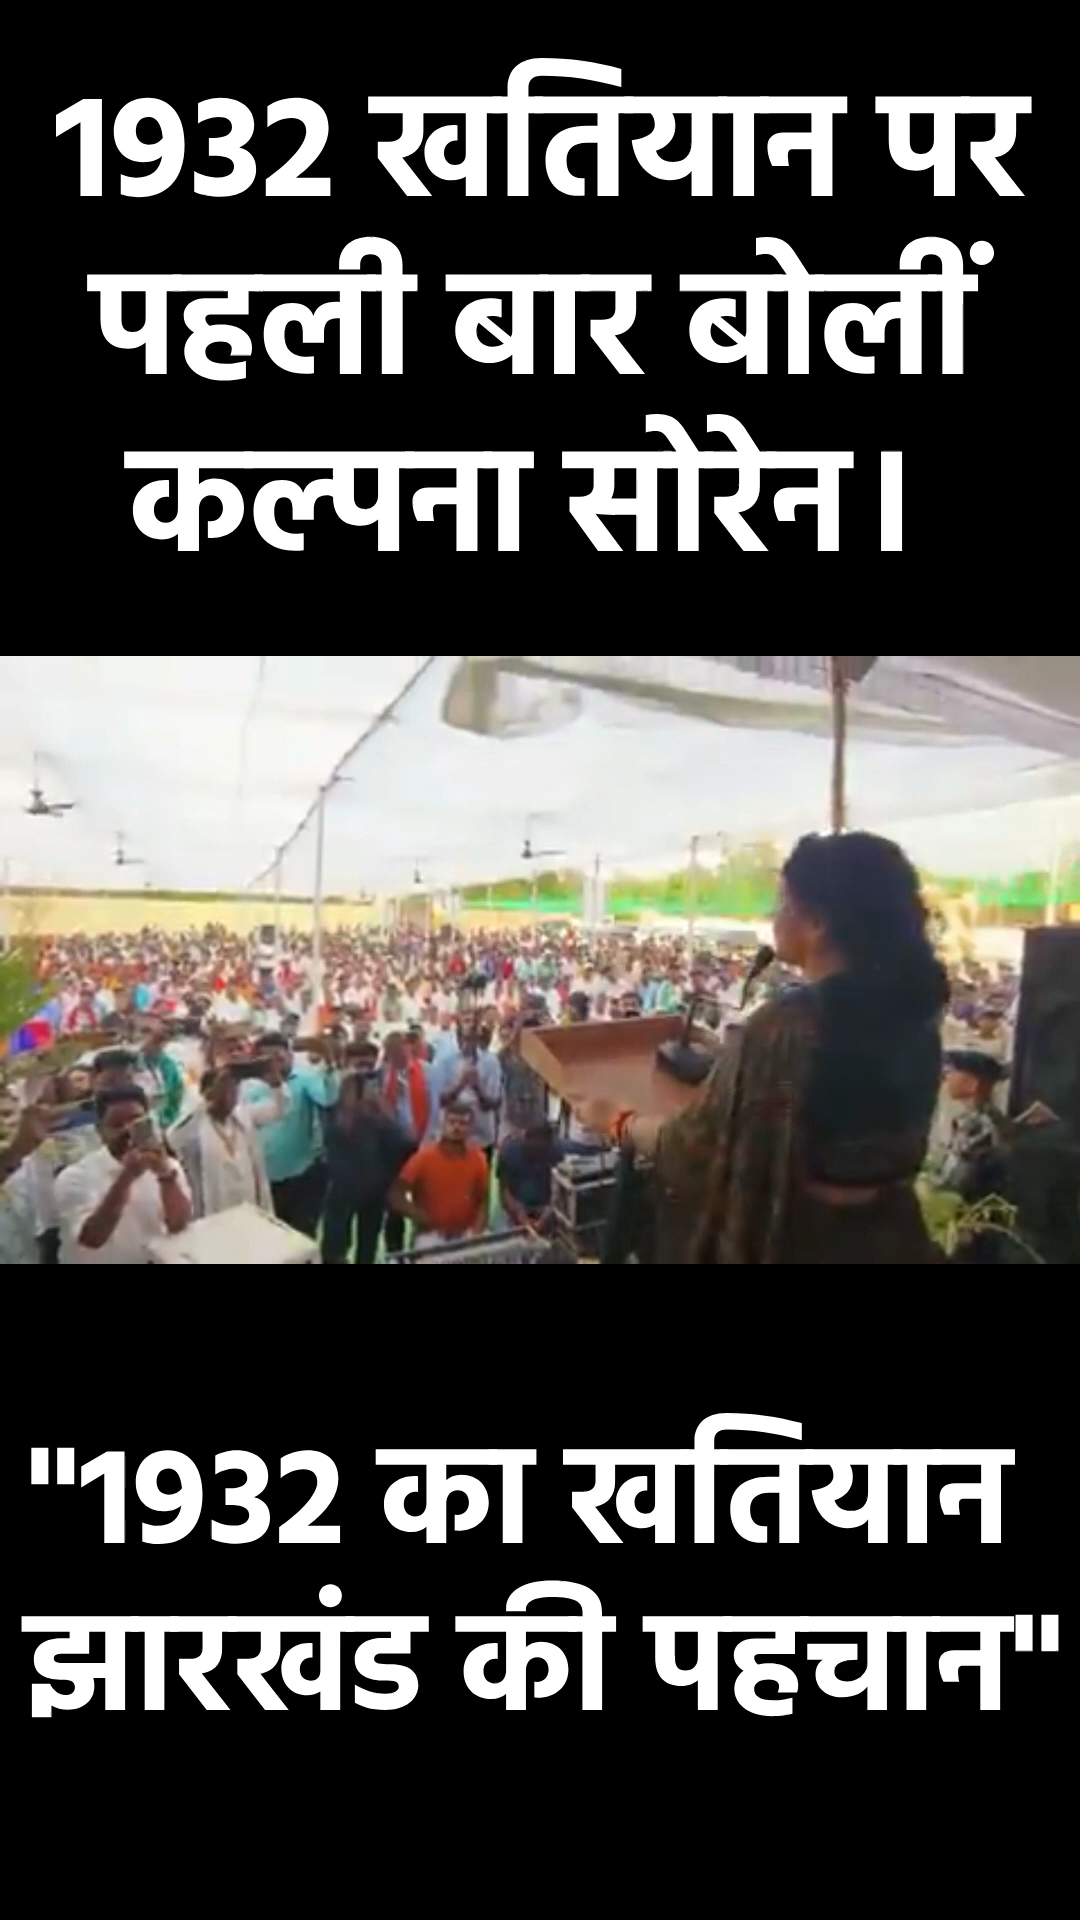 1932 खतियान पर
पहली बार बोलीं
कल्पना सोरेन।
"1932 का खतियान
झारखंड की पहचान"